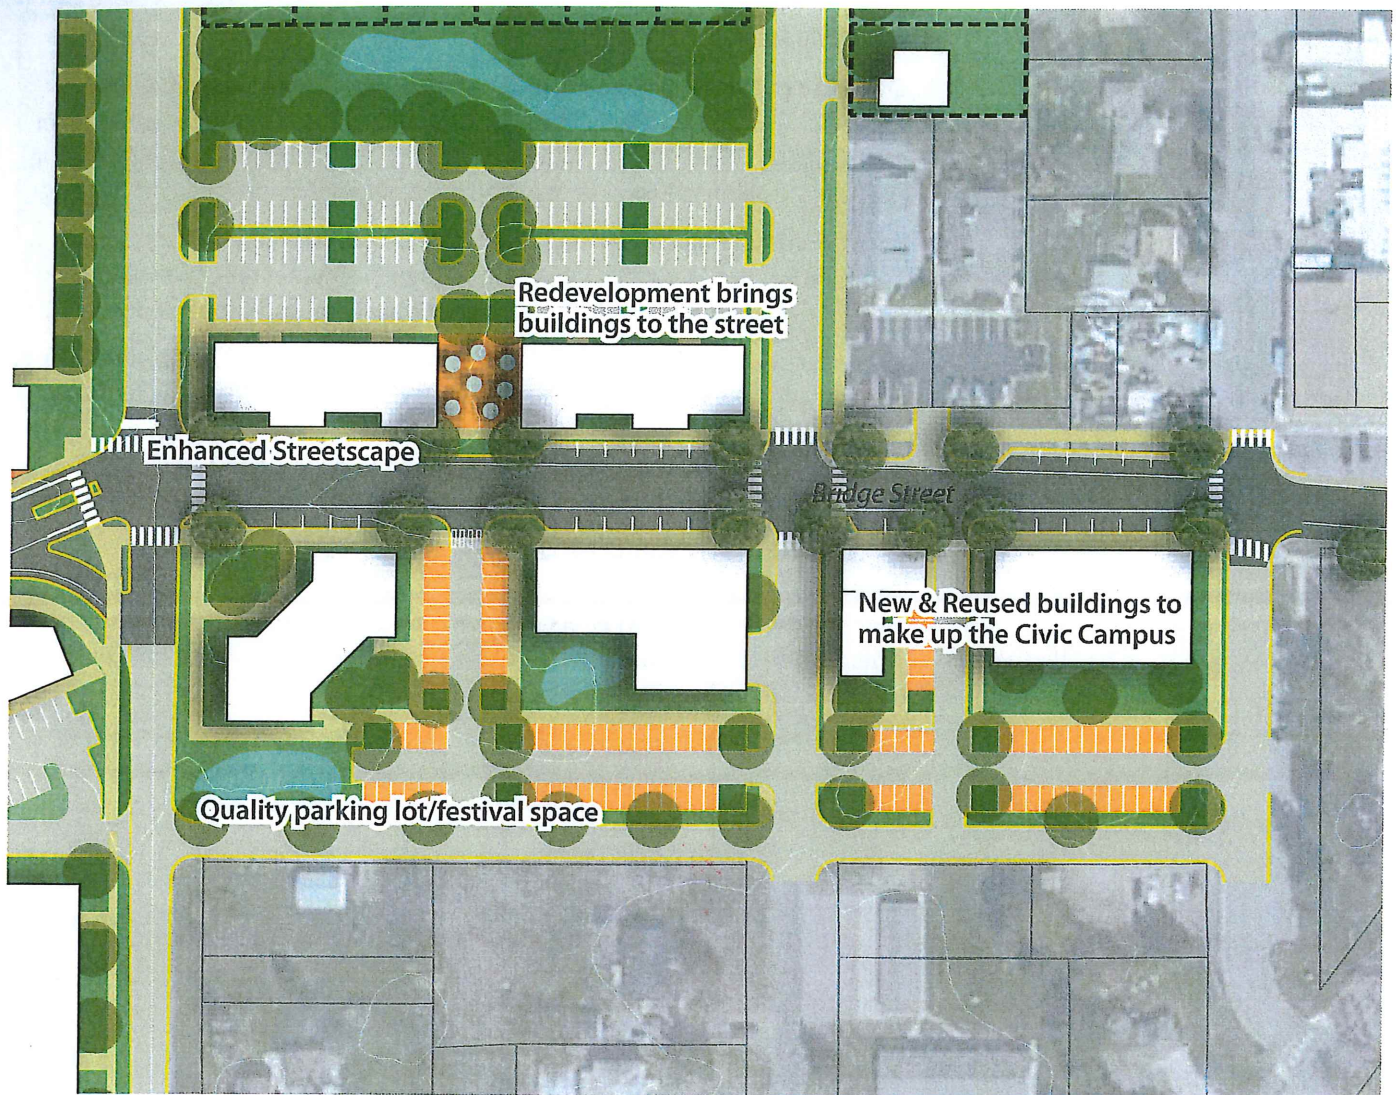 Redevelopment brings
buildings to the street
Enhanced Streetscape
Bridge Street
New & Reused buildings to
make up the Civic Campus
Quality parking lot/festival space